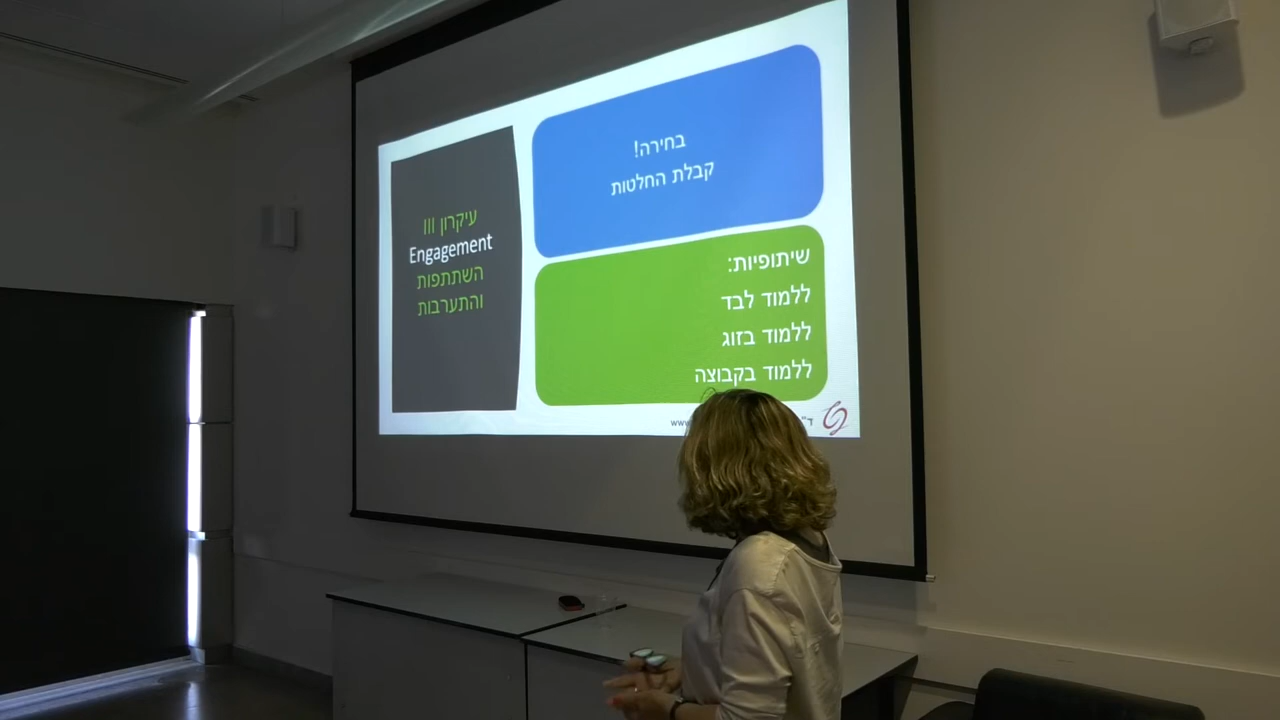 עיקרון III
Engagement
השתתפות
והתערבות
בחירה!
קבלת החלטות
שיתופיות:
ללמוד לבד
ללמוד בזוג
ללמוד בקבוצה